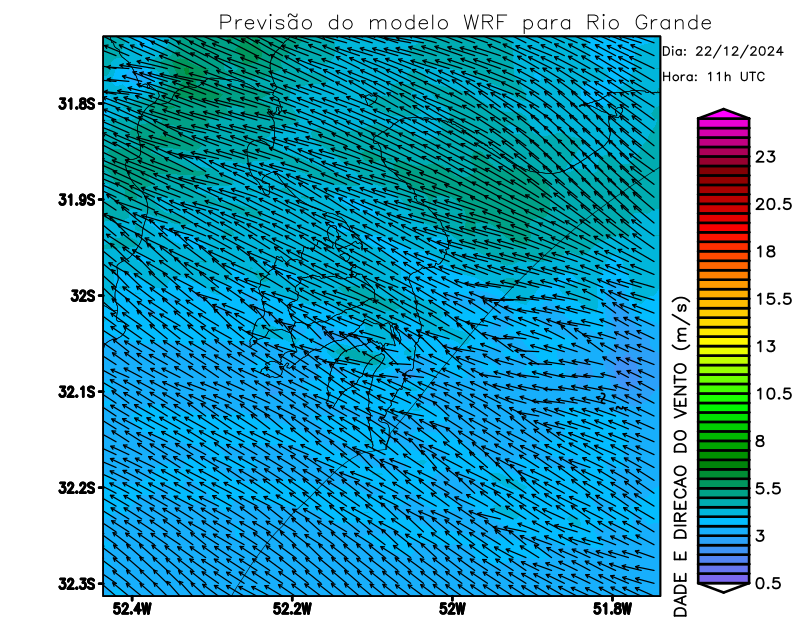 Previsão do modelo WRF para Rio Grande
Dia: 22/12/2024
Hora: 11h UTC
31.8S
31.9S
32S
32.1S
32.2S
32.3S
52.4W
52.2W
52W
51.8W
DADE E DIRECAO DO VENTO (m/s)
23
20.5
18
15.5
13
10.5
8
5.5
3
0.5